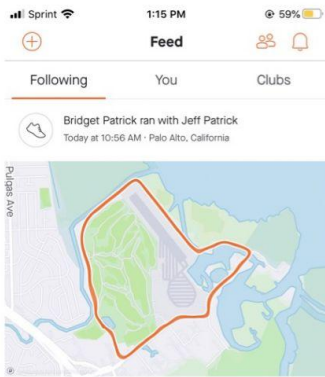 Sprint 1:15 PM 59%
Feed
Following You Clubs
Bridget Patrick ran with Jeff Patrick
Today at 10:56 AM · Palo Alto, California
Pulgas Ave